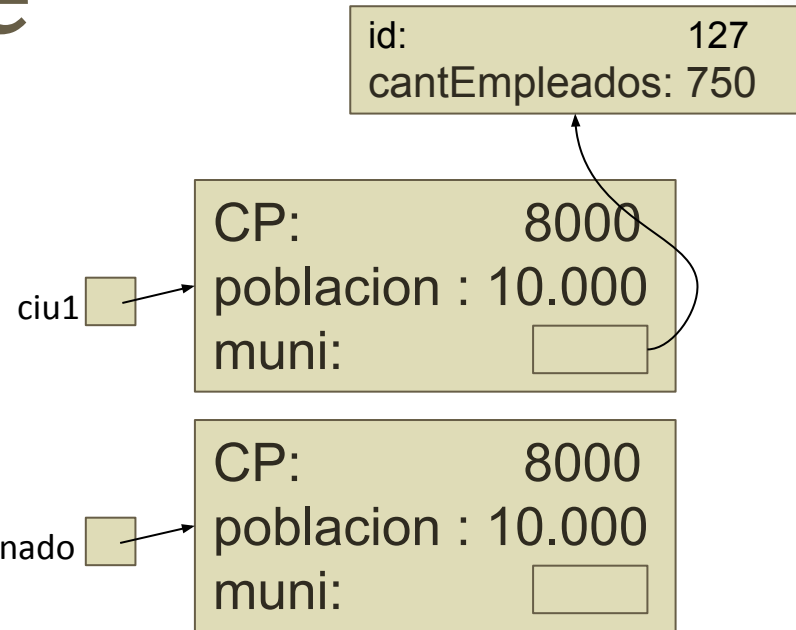 id: 127
cantEmpleados: 750
CP: 8000
ciu1
poblacion : 10.000
muni:
CP: 8000
nado
poblacion : 10.000
muni: